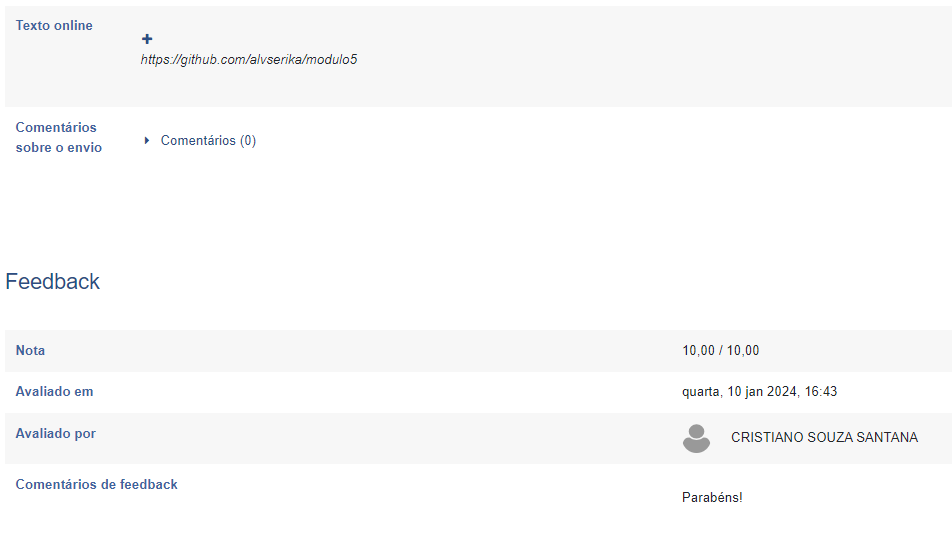 Texto online
https://github.com/alvserika/modulo5
Comentários
sobre o envio
Comentários (0)
Feedback
Nota
10,00 / 10,00
Avaliado em
quarta, 10 jan 2024, 16:43
Avaliado por
CRISTIANO SOUZA SANTANA
Comentários de feedback
Parabéns!